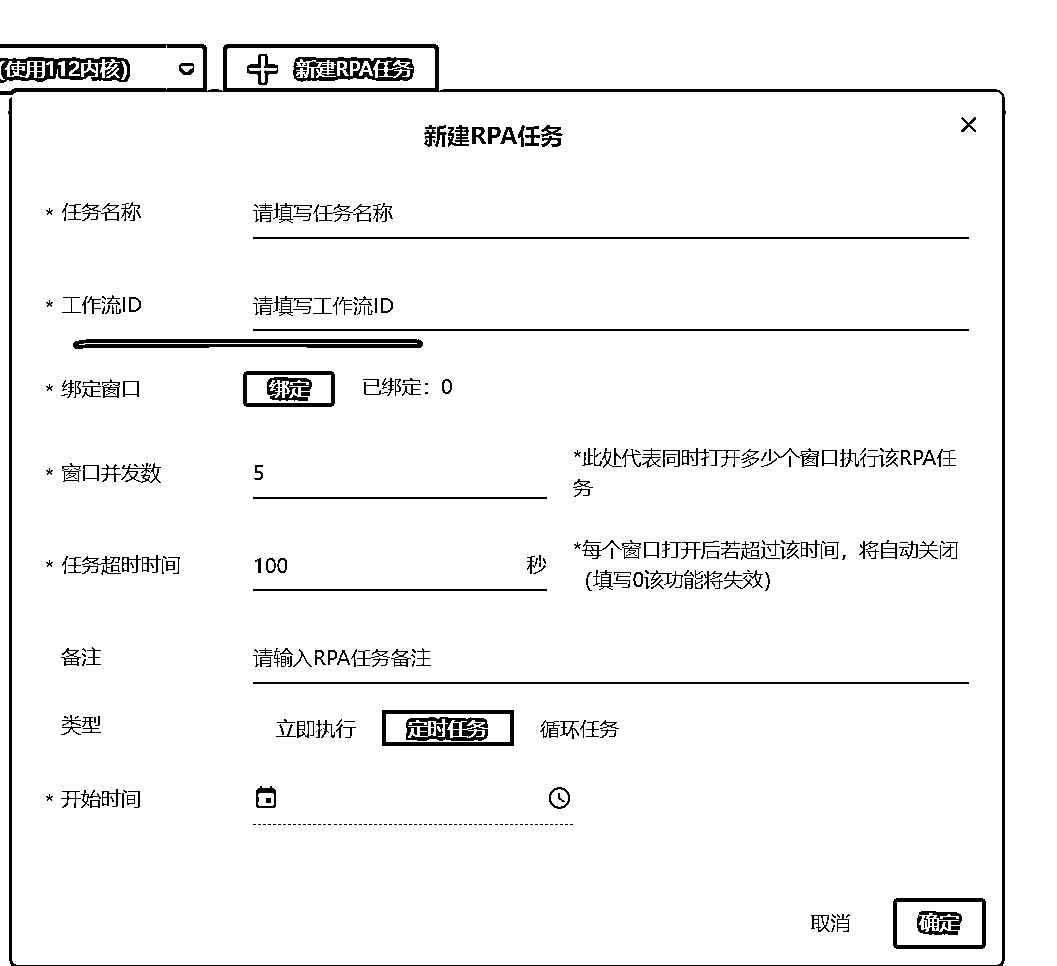 (使用112内核)
新建RPA任务
新建RPA任务
* 任务名称 请填写任务名称
* 工作流ID 请填写工作流ID
* 绑定窗口 绑定 已绑定：0
* 窗口并发数 5 *此处代表同时打开多少个窗口执行该RPA任
务
* 任务超时时间 100 秒 *每个窗口打开后若超过该时间，将自动关闭
（填写0该功能将失效）
备注 请输入RPA任务备注
类型 立即执行 定时任务 循环任务
* 开始时间
取消 确定